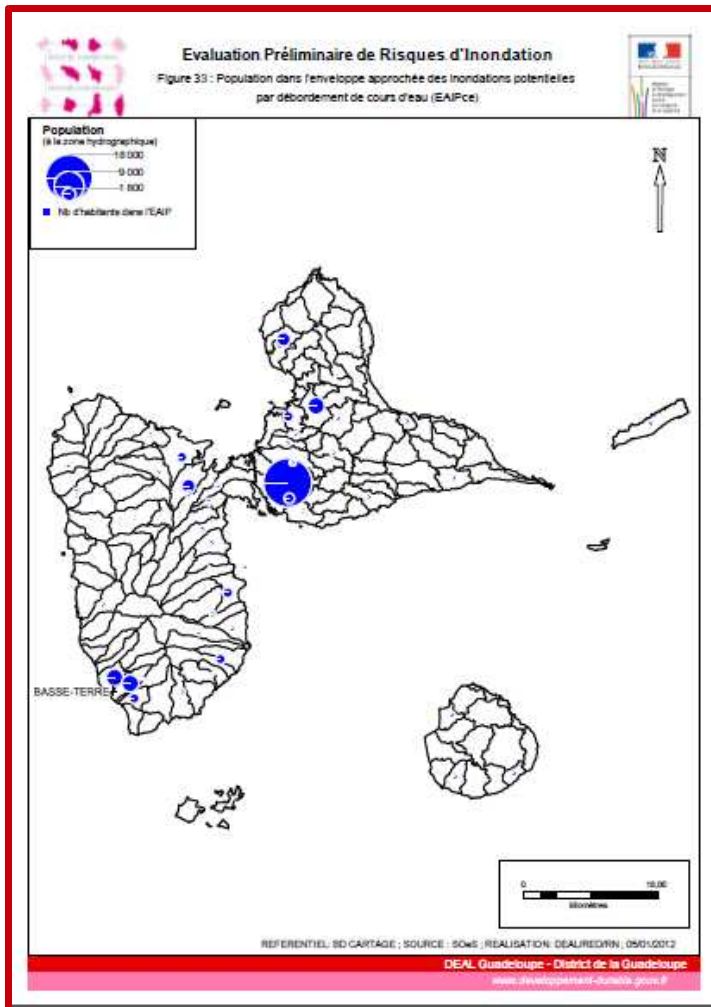 Evaluation Préliminaire de Risques d'Inondation
Figure 33 : Population dans l'enveloppe approchée des inondations potentielles
par débordement de cours d'eau (EAIPce)
Population
(à la zone hydrographique)
18 000
9 000
1 800
Nb d'habitants dans l'EAIP
N
BASSE-TERRE
0
10,00
kilomètres
REFERENTIEL: BD CARTAGE ; SOURCE : SOeS ; REALISATION: DEAL/RED/RN ; 05/01/2012
DEAL Guadeloupe - District de la Guadeloupe
www.developpement-durable.gouv.fr